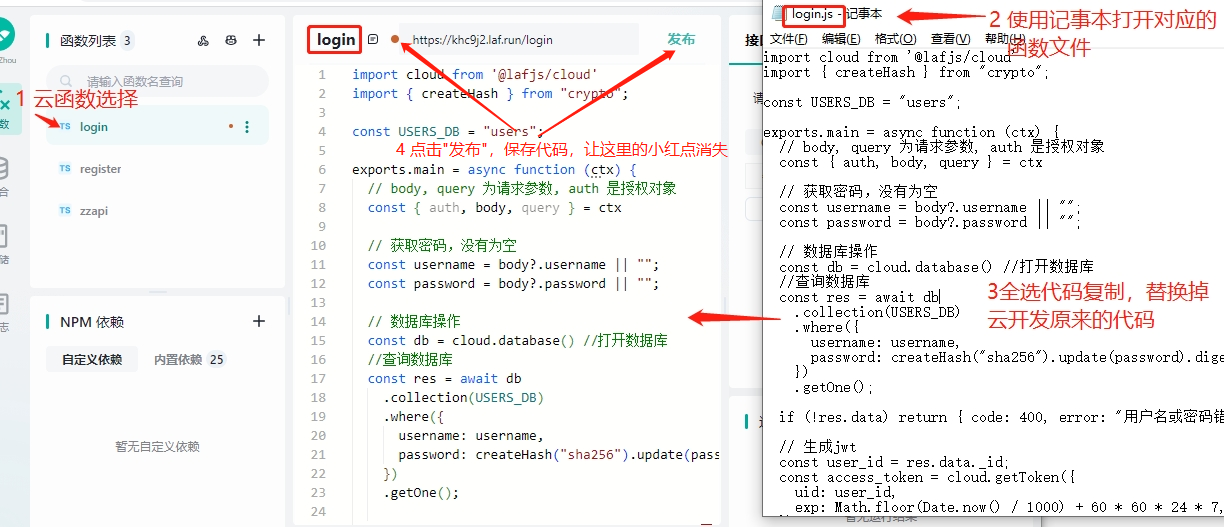 Zhou
数
合
储
志
函数列表 3
请输入函数名查询
1 云函数选择
TS login
TS register
TS zzapi
NPM 依赖
自定义依赖 内置依赖 25
暂无自定义依赖
login https://khc9j2.laf.run/login 发布
1 import cloud from '@lafjs/cloud'
2 import { createHash } from "crypto";
3
4 const USERS_DB = "users";
5
4 点击"发布"，保存代码，让这里的小红点消失
6 exports.main = async function (ctx) {
7 // body, query 为请求参数, auth 是授权对象
8 const { auth, body, query } = ctx
9
10 // 获取密码，没有为空
11 const username = body?.username || "";
12 const password = body?.password || "";
13
14 // 数据库操作
15 const db = cloud.database() //打开数据库
16 //查询数据库
17 const res = await db
18 .collection(USERS_DB)
19 .where({
20 username: username,
21 password: createHash("sha256").update(pass
22 })
23 .getOne();
24
login.js - 记事本
2 使用记事本打开对应的
函数文件
文件(F) 编辑(E) 格式(O) 查看(V) 帮助(H)
import cloud from '@lafjs/cloud'
import { createHash } from "crypto";
const USERS_DB = "users";
exports.main = async function (ctx) {
// body, query 为请求参数, auth 是授权对象
const { auth, body, query } = ctx
// 获取密码，没有为空
const username = body?.username || "";
const password = body?.password || "";
// 数据库操作
const db = cloud.database() //打开数据库
//查询数据库
const res = await db
.collection(USERS_DB)
.where({
username: username,
password: createHash("sha256").update(password).dige
})
.getOne();
3全选代码复制，替换掉
云开发原来的代码
if (!res.data) return { code: 400, error: "用户名或密码错
// 生成jwt
const user_id = res.data._id;
const access_token = cloud.getToken({
uid: user_id,
exp: Math.floor(Date.now() / 1000) + 60 * 60 * 24 * 7,